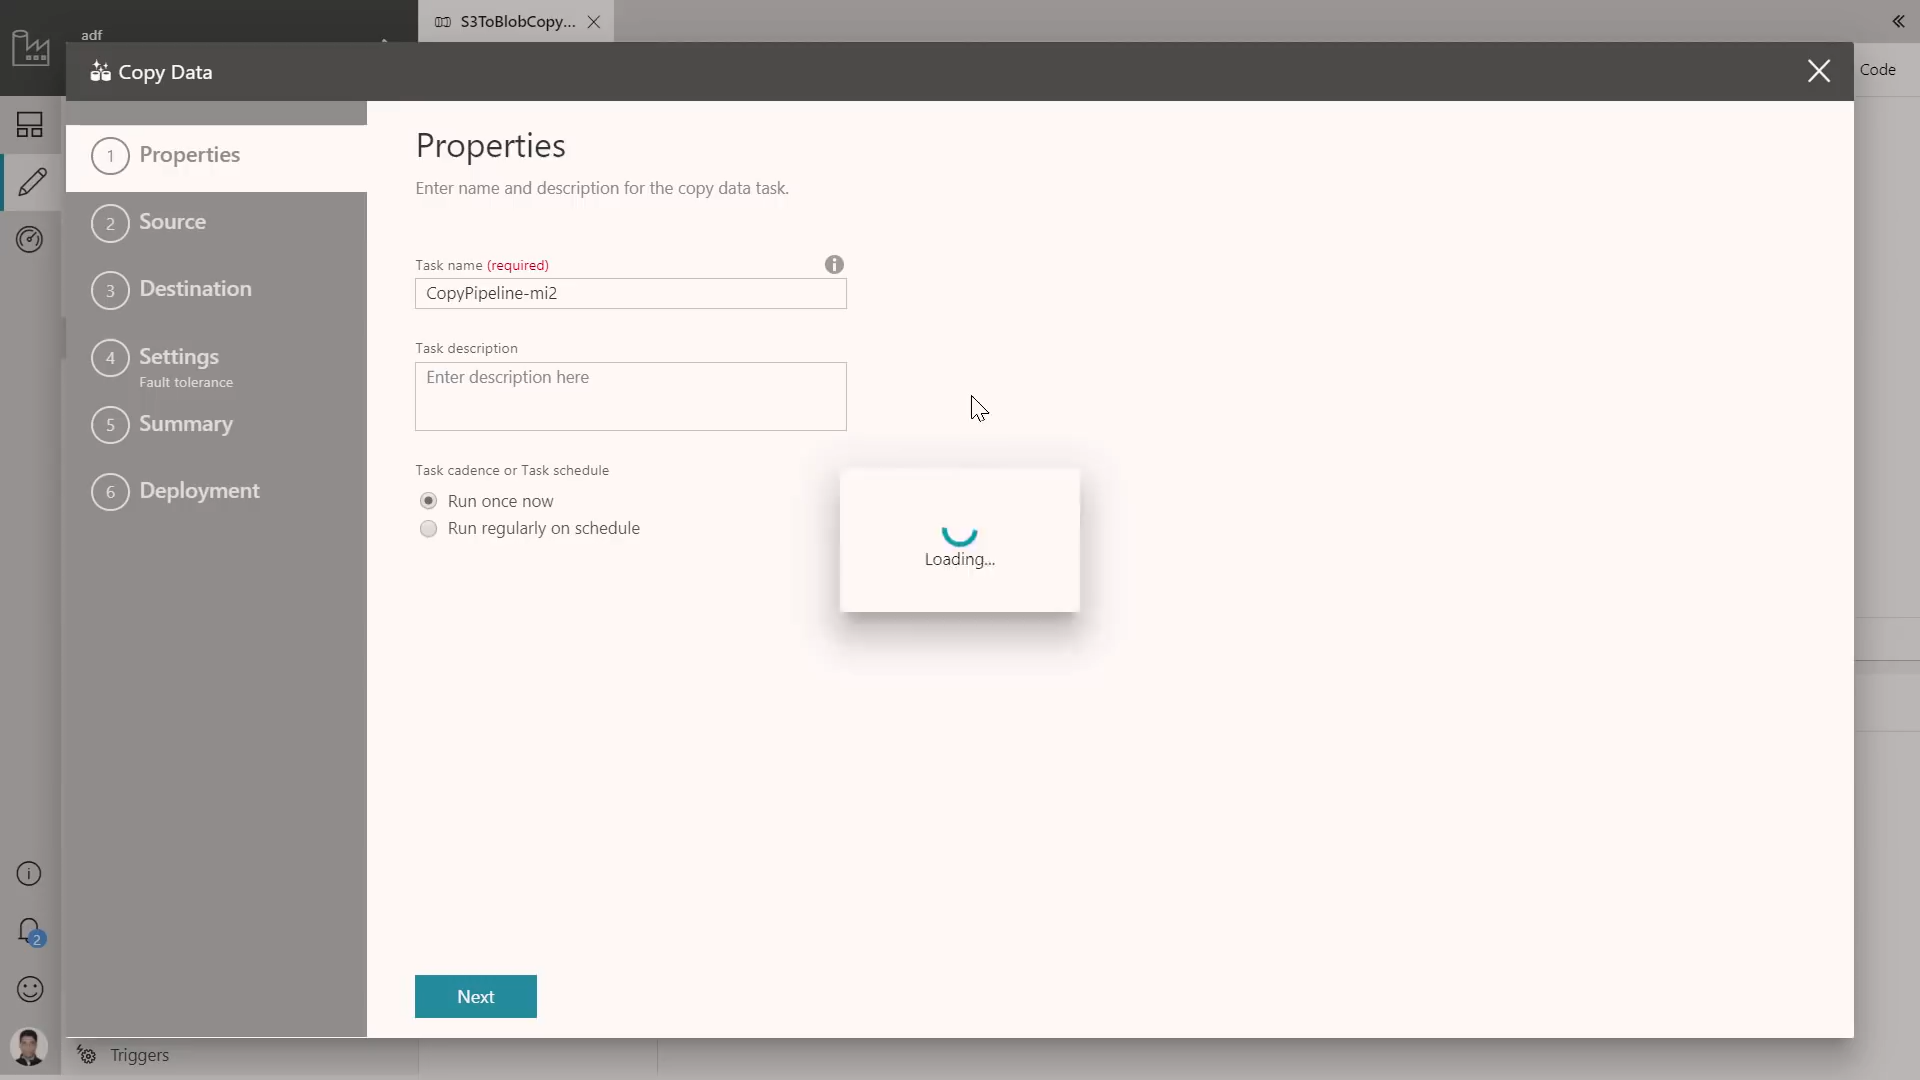 adf
S3ToBlobCopy...
Copy Data
Code
1 Properties
2 Source
3 Destination
4 Settings
Fault tolerance
5 Summary
6 Deployment
Properties
Enter name and description for the copy data task.
Task name (required)
CopyPipeline-mi2
Task description
Enter description here
Task cadence or Task schedule
Run once now
Run regularly on schedule
Loading...
2
Next
Triggers